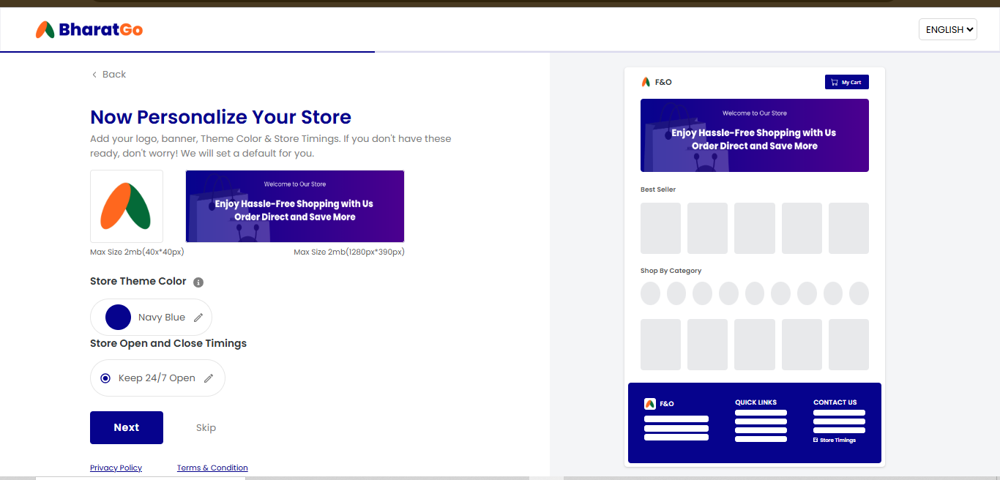 BharatGo
ENGLISH
Back
Now Personalize Your Store
Add your logo, banner, Theme Color & Store Timings. If you don't have these
ready, don't worry! We will set a default for you.
Welcome to Our Store
Enjoy Hassle-Free Shopping with Us
Order Direct and Save More
Max Size 2mb(40x*40px)
Max Size 2mb(1280px*390px)
Store Theme Color
Navy Blue
Store Open and Close Timings
Keep 24/7 Open
Next
Skip
Privacy Policy
Terms & Condition
F&O
My Cart
Welcome to Our Store
Enjoy Hassle-Free Shopping with Us
Order Direct and Save More
Best Seller
Shop By Category
F&O
QUICK LINKS
CONTACT US
Store Timings